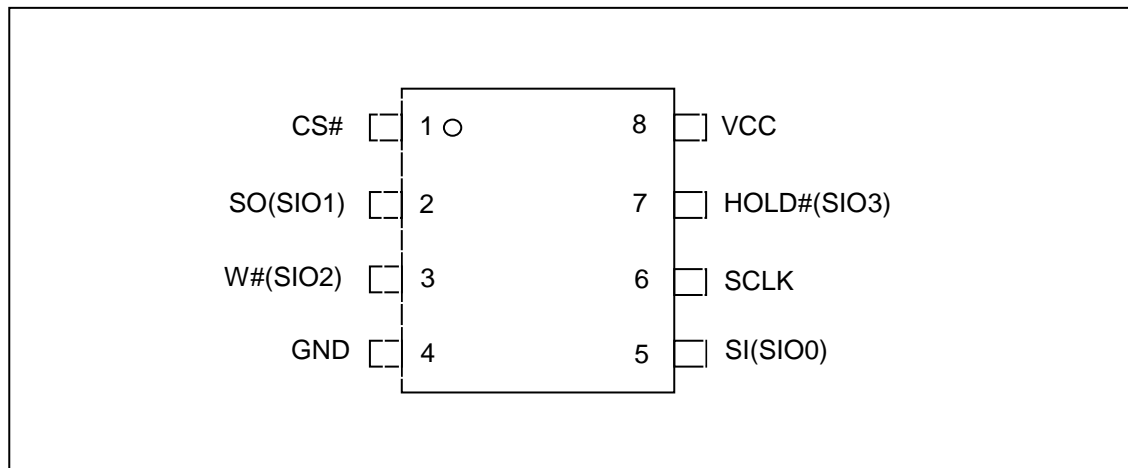 CS# 1 8 VCC
SO(SIO1) 2 7 HOLD#(SIO3)
W#(SIO2) 3 6 SCLK
GND 4 5 SI(SIO0)